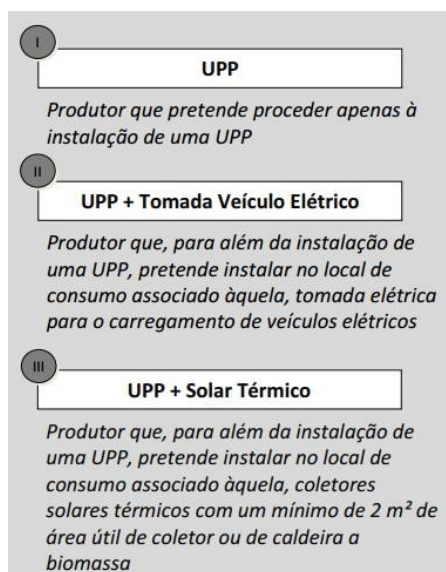 I
UPP
Produtor que pretende proceder apenas à
instalação de uma UPP
II
UPP + Tomada Veículo Elétrico
Produtor que, para além da instalação de
uma UPP, pretende instalar no local de
consumo associado àquela, tomada elétrica
para o carregamento de veículos elétricos
III
UPP + Solar Térmico
Produtor que, para além da instalação de
uma UPP, pretende instalar no local de
consumo associado àquela, coletores
solares térmicos com um mínimo de 2 m² de
área útil de coletor ou de caldeira a
biomassa